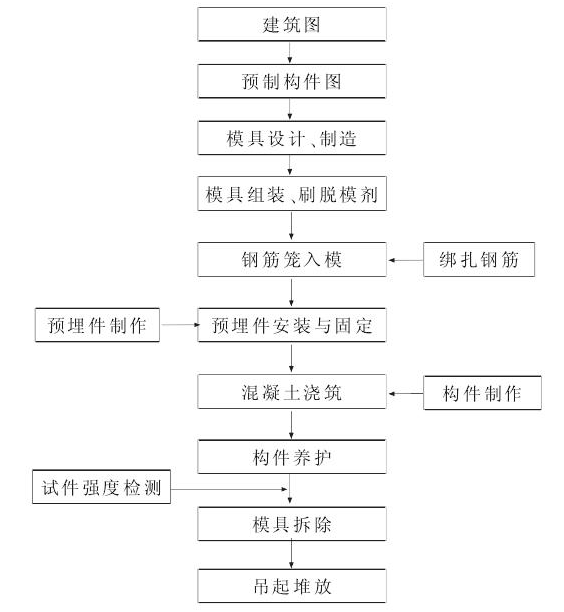 建筑图
预制构件图
模具设计、制造
模具组装、刷脱模剂
钢筋笼入模
绑扎钢筋
预埋件制作
预埋件安装与固定
混凝土浇筑
构件制作
构件养护
试件强度检测
模具拆除
吊起堆放